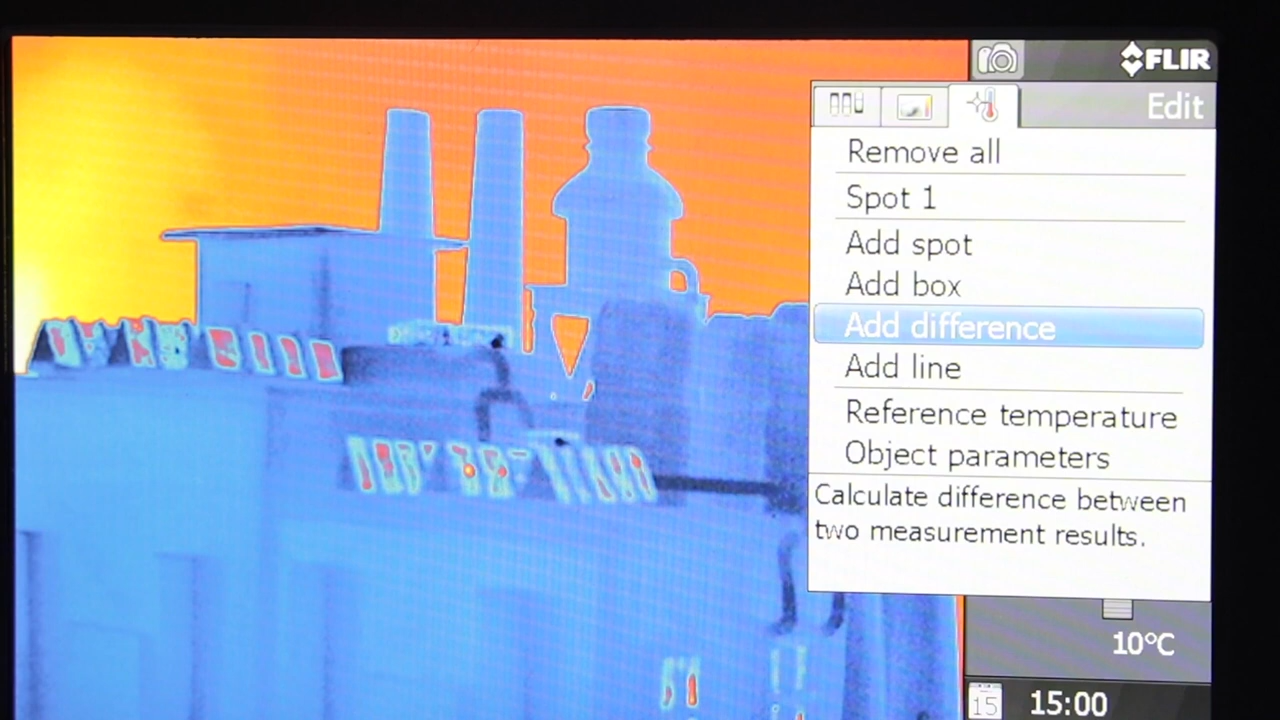 FLIR
Edit
Remove all
Spot 1
Add spot
Add box
Add difference
Add line
Reference temperature
Object parameters
Calculate difference between
two measurement results.
10°C
15
15:00